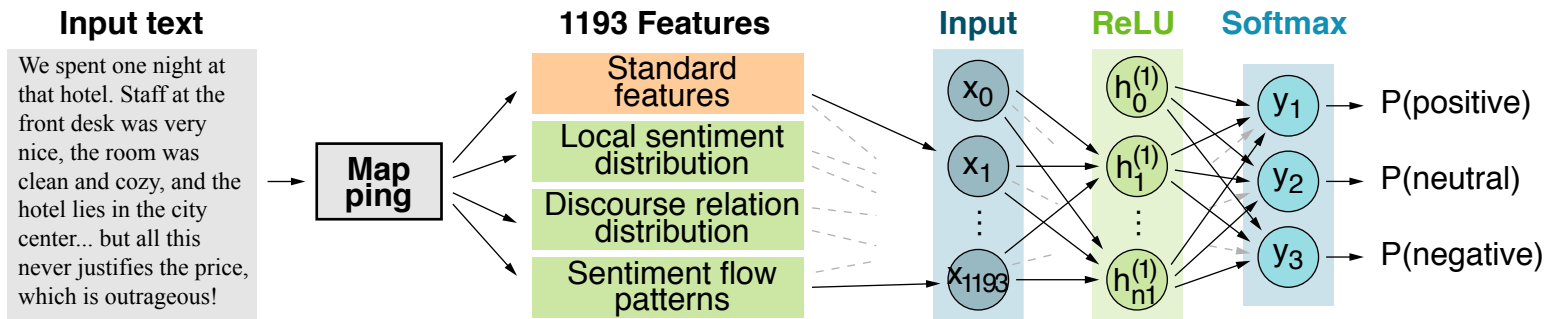 Input text
We spent one night at
that hotel. Staff at the
front desk was very
nice, the room was
clean and cozy, and the
hotel lies in the city
center... but all this
never justifies the price,
which is outrageous!
Map
ping
1193 Features
Standard
features
Local sentiment
distribution
Discourse relation
distribution
Sentiment flow
patterns
Input
x0
x1
⋮
x1193
ReLU
h0(1)
h1(1)
⋮
hn1(1)
Softmax
y1
y2
y3
P(positive)
P(neutral)
P(negative)